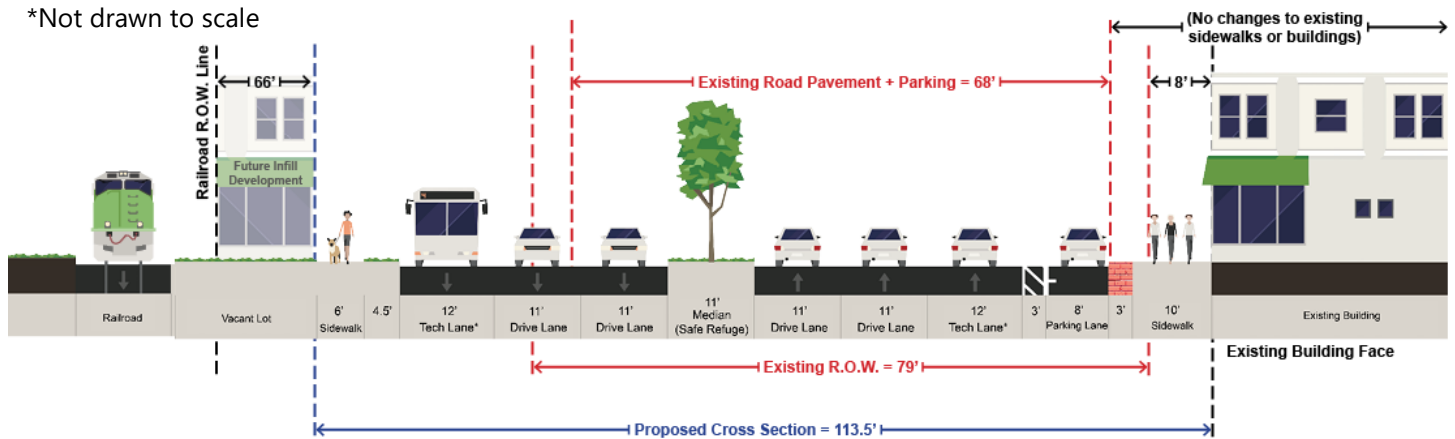 *Not drawn to scale
(No changes to existing
sidewalks or buildings)
Railroad R.O.W. Line
66'
Existing Road Pavement + Parking = 68'
8'
Future Infill
Development
Railroad
Vacant Lot
6'
Sidewalk
4.5'
12'
Tech Lane*
11'
Drive Lane
11'
Drive Lane
11'
Median
(Safe Refuge)
11'
Drive Lane
11'
Drive Lane
12'
Tech Lane*
3'
8'
Parking Lane
3'
10'
Sidewalk
Existing Building
Existing Building Face
Existing R.O.W. = 79'
Proposed Cross Section = 113.5'